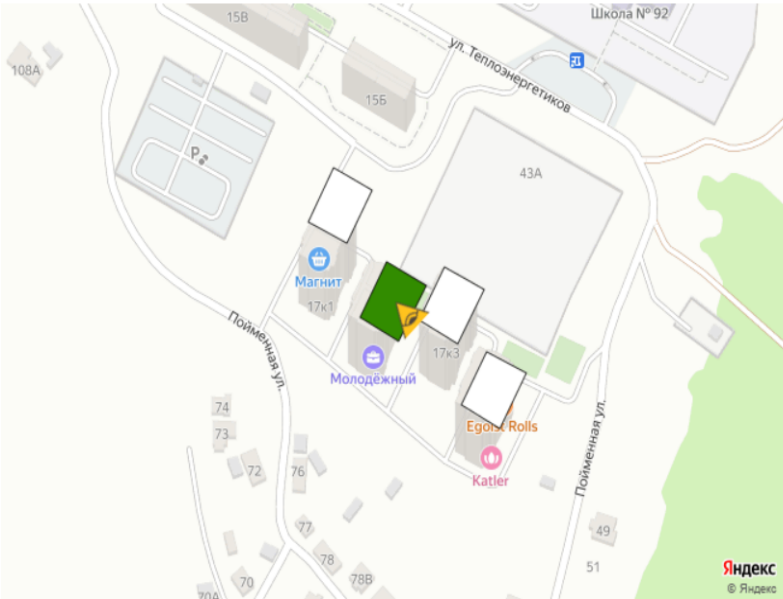 15В
Школа № 92
ул. Теплоэнергетиков
108А
15Б
P
43А
Магнит
17к1
Пойменная ул.
17к3
Молодёжный
Egoist Rolls
Katler
Пойменная ул.
74
73
72
76
77
78
78В
70
70А
49
51
Яндекс
© Яндекс